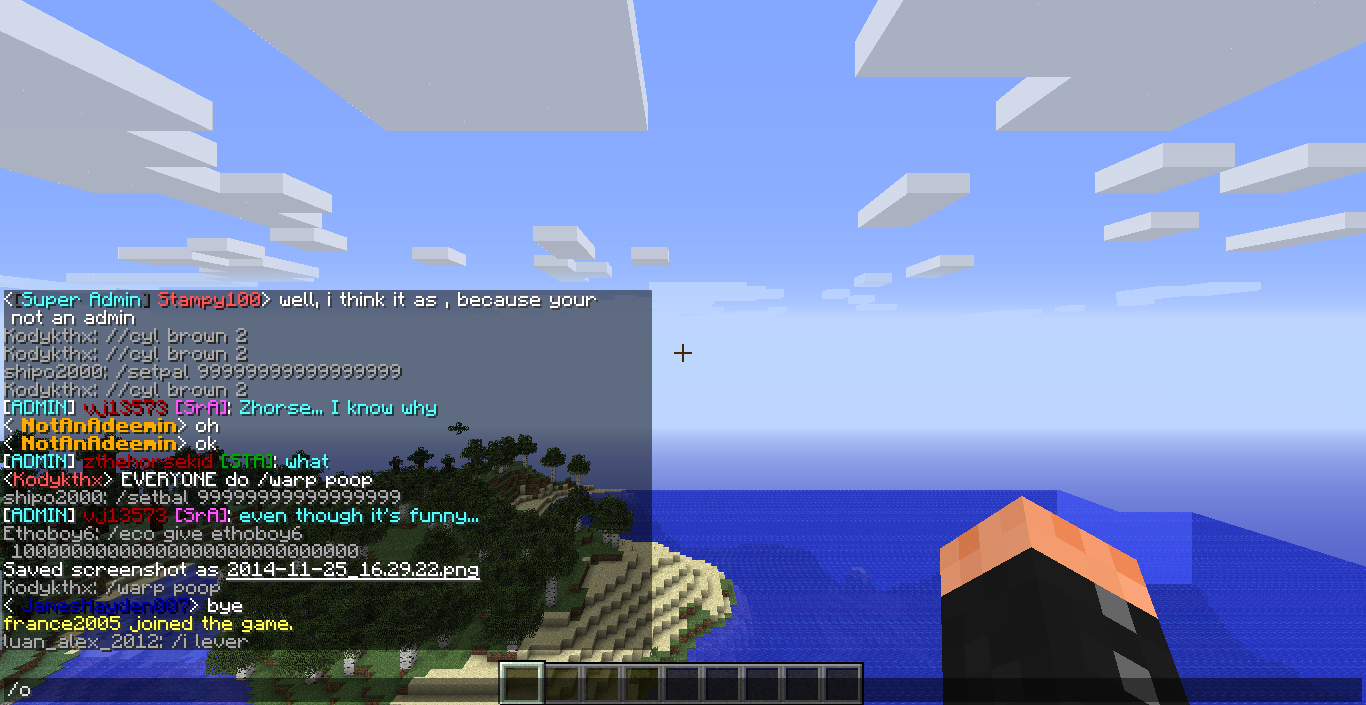 <[Super Admin] Stampy100> well, i think it as , because your
not an admin
Kodykthx: //cyl brown 2
Kodykthx: //cyl brown 2
shipo2000: /setpal 99999999999999999
Kodykthx: //cyl brown 2
[ADMIN] vj13573 [SrA]: Zhorse... I know why
< NotAnAdeemin> oh
< NotAnAdeemin> ok
[ADMIN] zthehorsekid [STA]: what
<Kodykthx> EVERYONE do /warp poop
shipo2000: /setbal 99999999999999999
[ADMIN] vj13573 [SrA]: even though it's funny...
Ethoboy6: /eco give ethoboy6
10000000000000000000000000000
Saved screenshot as 2014-11-25_16.29.22.png
Kodykthx: /warp poop
< JamesHayden007> bye
france2005 joined the game.
luan_alex_2012: /i lever
/o